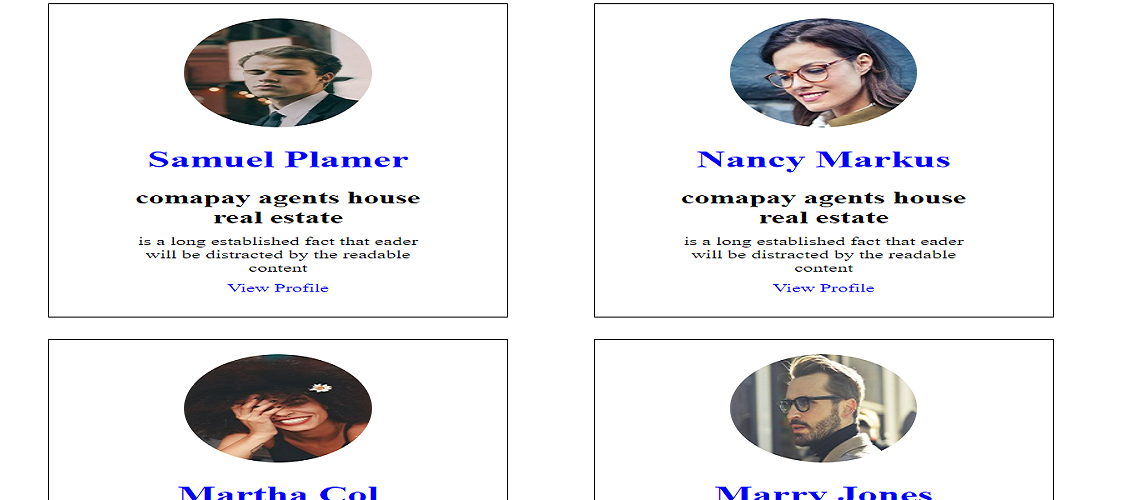 Samuel Plamer
comapay agents house
real estate
is a long established fact that eader
will be distracted by the readable
content
View Profile
Nancy Markus
comapay agents house
real estate
is a long established fact that eader
will be distracted by the readable
content
View Profile
Martha Col
Marry Jones